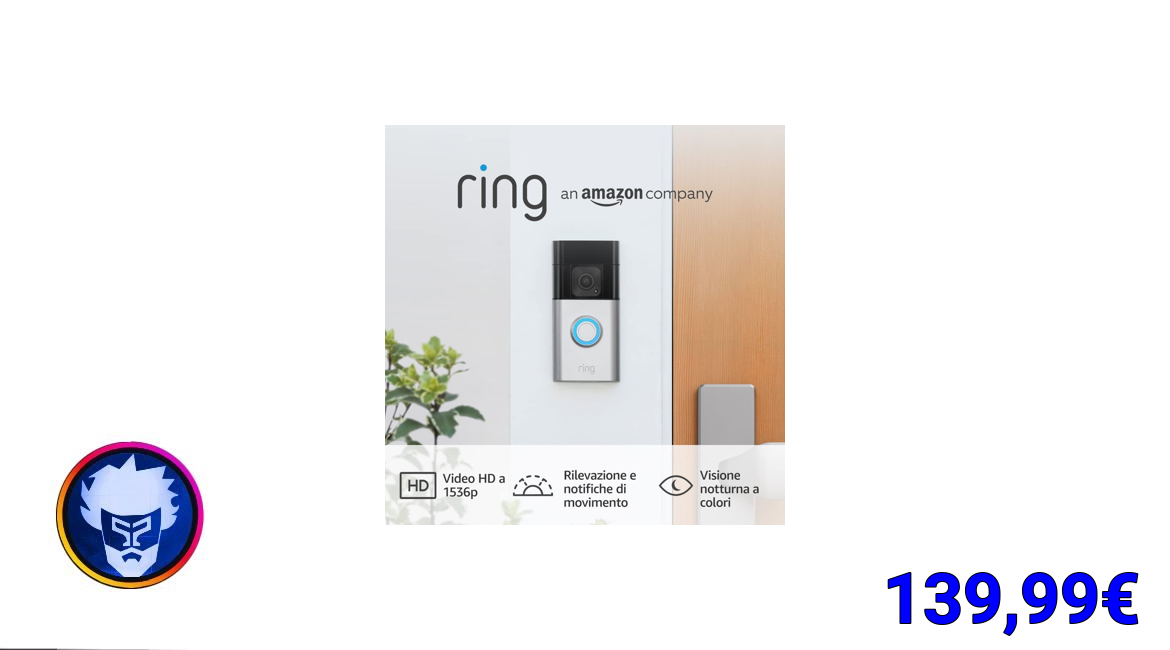 ring an amazon company
ring
HD
Video HD a
1536p
Rilevazione e
notifiche di
movimento
Visione
notturna a
colori
139,99€